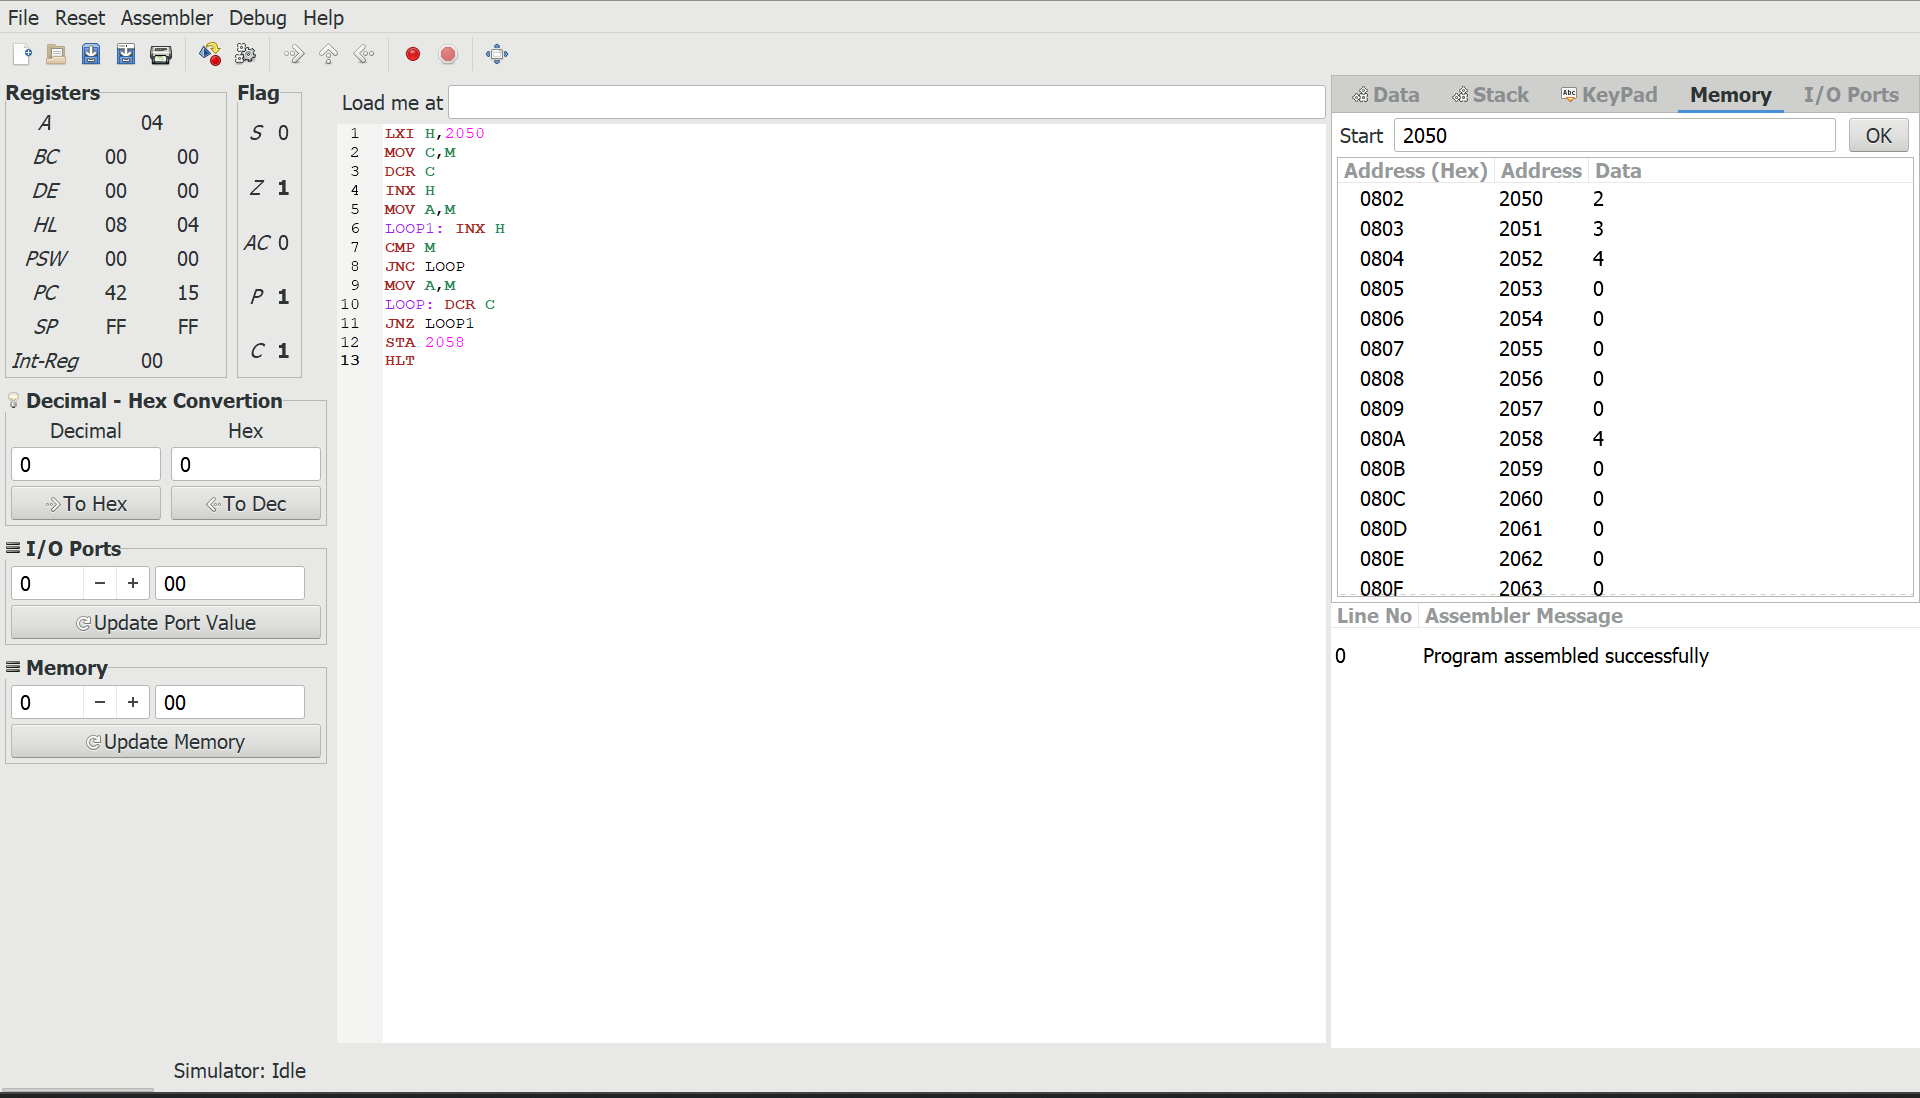 File Reset Assembler Debug Help
Registers
A 04
BC 00 00
DE 00 00
HL 08 04
PSW 00 00
PC 42 15
SP FF FF
Int-Reg 00
Flag
S 0
Z 1
AC 0
P 1
C 1
Decimal - Hex Convertion
Decimal Hex
0 0
To Hex To Dec
I/O Ports
0 − + 00
Update Port Value
Memory
0 − + 00
Update Memory
Simulator: Idle
Load me at
1 LXI H,2050
2 MOV C,M
3 DCR C
4 INX H
5 MOV A,M
6 LOOP1: INX H
7 CMP M
8 JNC LOOP
9 MOV A,M
10 LOOP: DCR C
11 JNZ LOOP1
12 STA 2058
13 HLT
Data Stack Abc KeyPad Memory I/O Ports
Start 2050 OK
Address (Hex) Address Data
0802 2050 2
0803 2051 3
0804 2052 4
0805 2053 0
0806 2054 0
0807 2055 0
0808 2056 0
0809 2057 0
080A 2058 4
080B 2059 0
080C 2060 0
080D 2061 0
080E 2062 0
080F 2063 0
Line No Assembler Message
0 Program assembled successfully